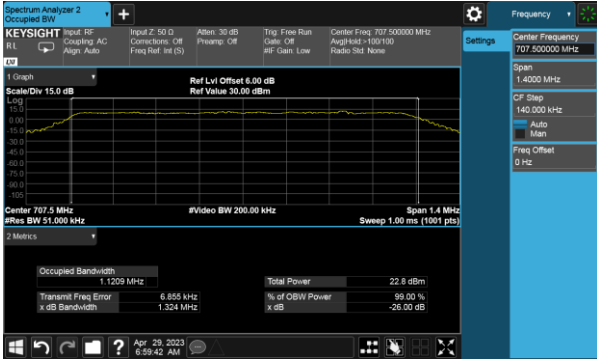 Spectrum Analyzer 2
Occupied BW
+
Frequency
KEYSIGHT
RL
LXI
Input: RF
Coupling: AC
Align: Auto
Input Z: 50 Ω
Corrections: Off
Freq Ref: Int (S)
Atten: 30 dB
Preamp: Off
Trig: Free Run
Gate: Off
#IF Gain: Low
Center Freq: 707.500000 MHz
Avg|Hold:>100/100
Radio Std: None
Settings
Center Frequency
707.500000 MHz
Span
1.4000 MHz
CF Step
140.000 kHz
Auto
Man
Freq Offset
0 Hz
1 Graph
Scale/Div 15.0 dB
Ref Lvl Offset 6.00 dB
Ref Value 30.00 dBm
Log
15.0
0.00
-15.0
-30.0
-45.0
-60.0
-75.0
-90.0
-105
Center 707.5 MHz
#Res BW 51.000 kHz
#Video BW 200.00 kHz
Span 1.4 MHz
Sweep 1.00 ms (1001 pts)
2 Metrics
Occupied Bandwidth
1.1209 MHz
Total Power 22.8 dBm
Transmit Freq Error 6.855 kHz
% of OBW Power 99.00 %
x dB Bandwidth 1.324 MHz
x dB -26.00 dB
?
Apr 29, 2023
6:59:42 AM